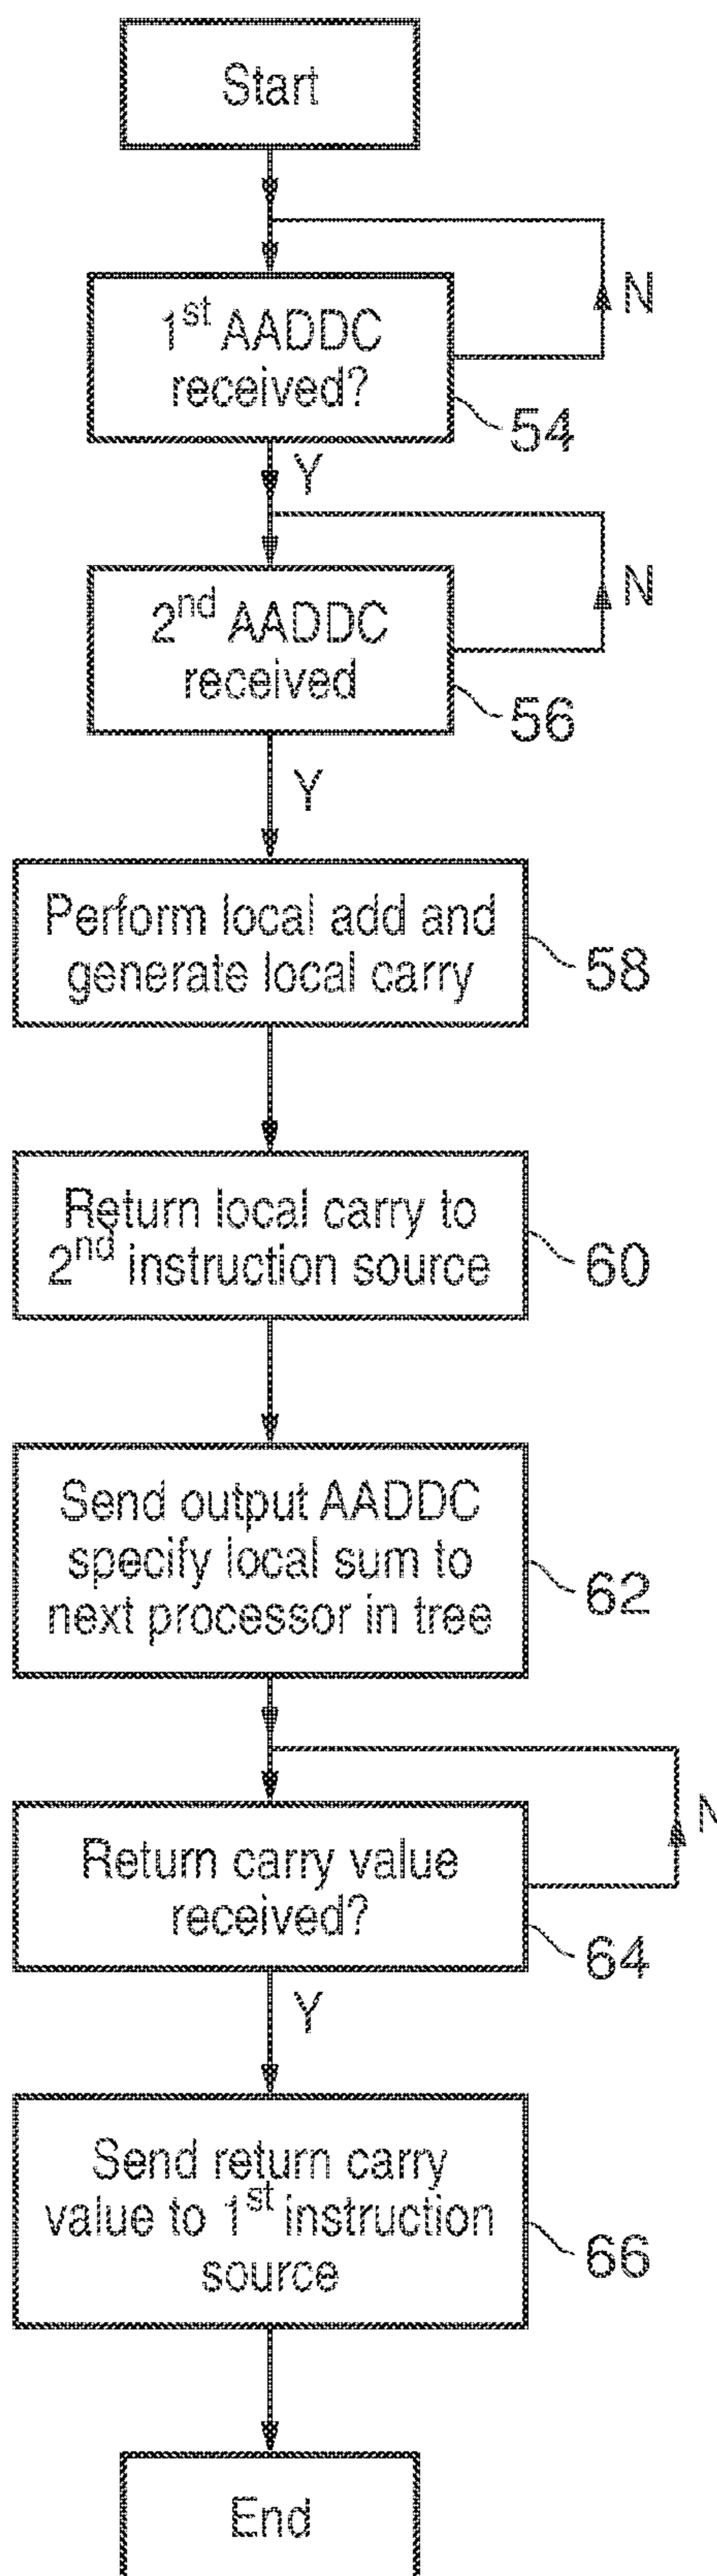 Start
N
1st AADDC
received?
54
Y
N
2nd AADDC
received
56
Y
Perform local add and
generate local carry
58
Return local carry to
2nd instruction source
60
Send output AADDC
specify local sum to
next processor in tree
62
N
Return carry value
received?
64
Y
Send return carry
value to 1st instruction
source
66
End